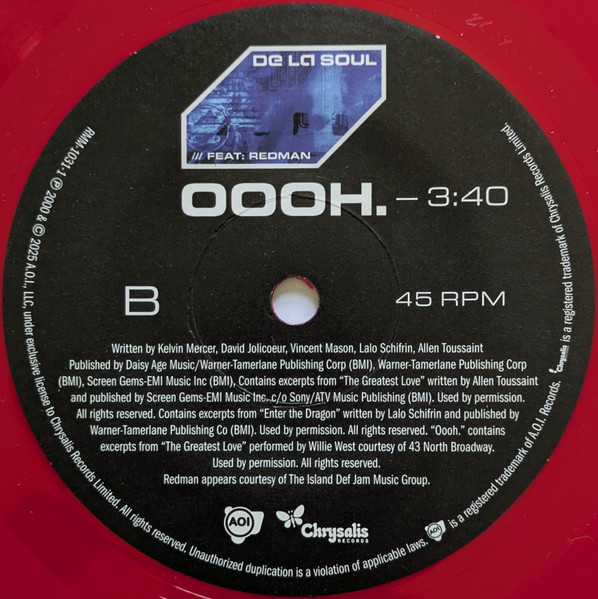 De La SOUL
/// FEAT: REDMAN
OOOH. – 3:40
B
45 RPM
Written by Kelvin Mercer, David Jolicoeur, Vincent Mason, Lalo Schifrin, Allen Toussaint
Published by Daisy Age Music/Warner-Tamerlane Publishing Corp (BMI), Warner-Tamerlane Publishing Corp
(BMI), Screen Gems-EMI Music Inc (BMI), Contains excerpts from “The Greatest Love” written by Allen Toussaint
and published by Screen Gems-EMI Music Inc. c/o Sony/ATV Music Publishing (BMI). Used by permission.
All rights reserved. Contains excerpts from “Enter the Dragon” written by Lalo Schifrin and published by
Warner-Tamerlane Publishing Co (BMI). Used by permission. All rights reserved. “Oooh.” contains
excerpts from “The Greatest Love” performed by Willie West courtesy of 43 North Broadway.
Used by permission. All rights reserved.
Redman appears courtesy of The Island Def Jam Music Group.
AOI
Chrysalis
RECORDS
RMM-1031-1 ℗ 2000 & © 2025 A.O.I., LLC, under exclusive license to Chrysalis Records Limited. All rights reserved. Unauthorized duplication is a violation of applicable laws. AOI is a registered trademark of A.O.I. Records. Chrysalis is a registered trademark of Chrysalis Records Limited.